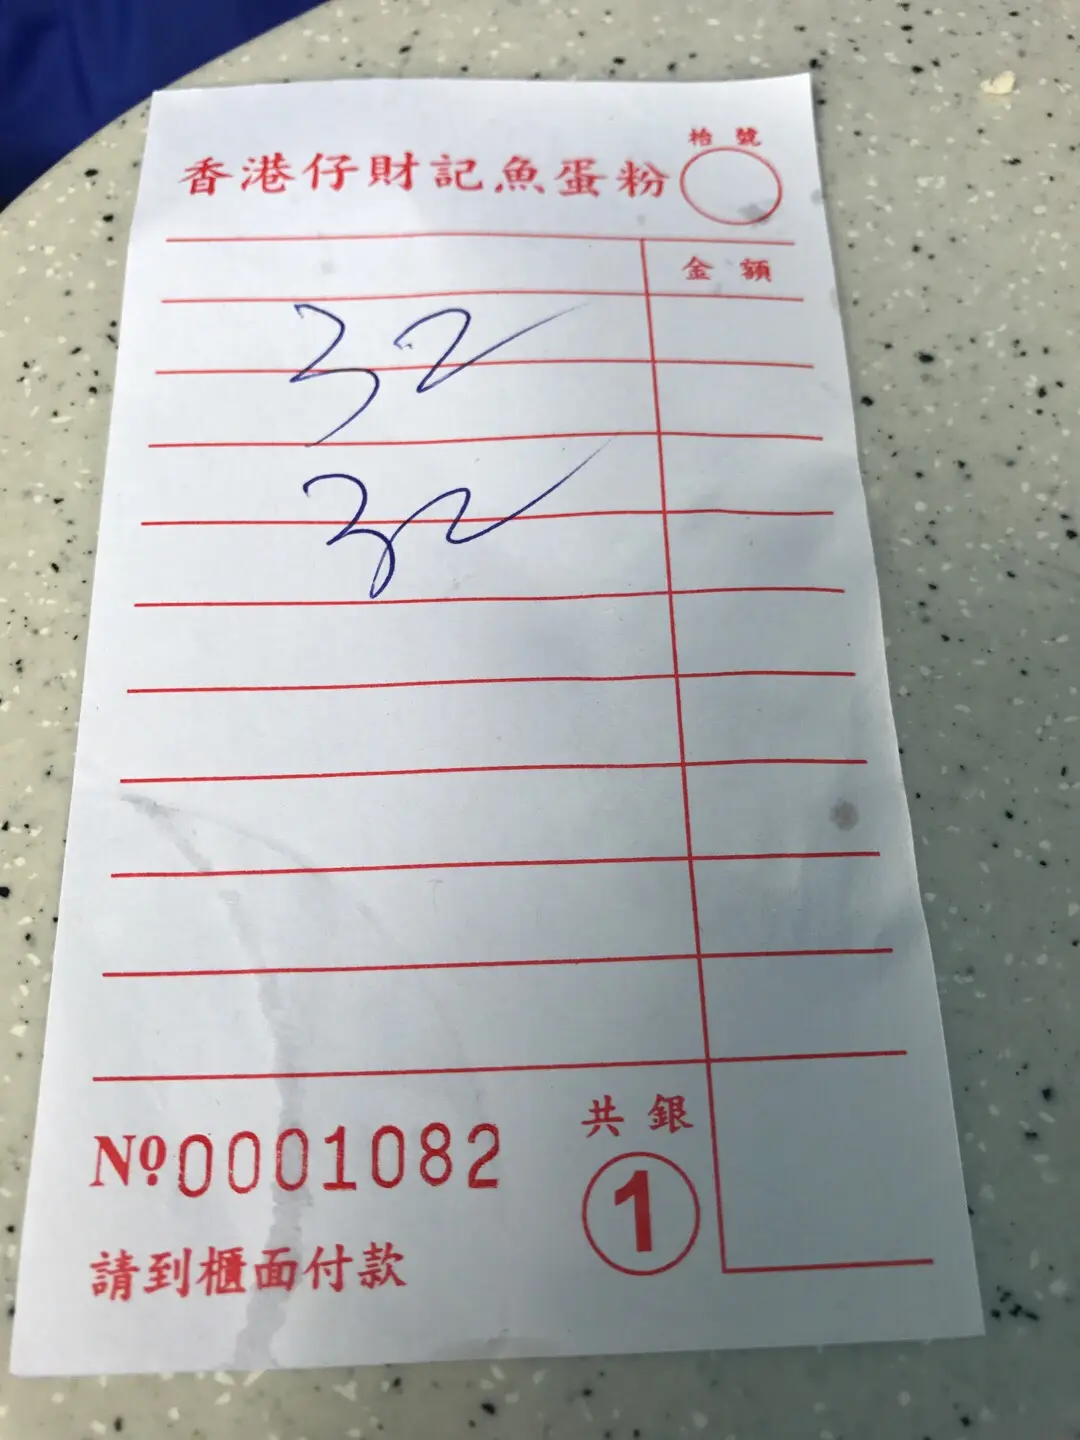 枱號
香港仔財記魚蛋粉
金額
32
32
共銀
№0001082
1
請到櫃面付款